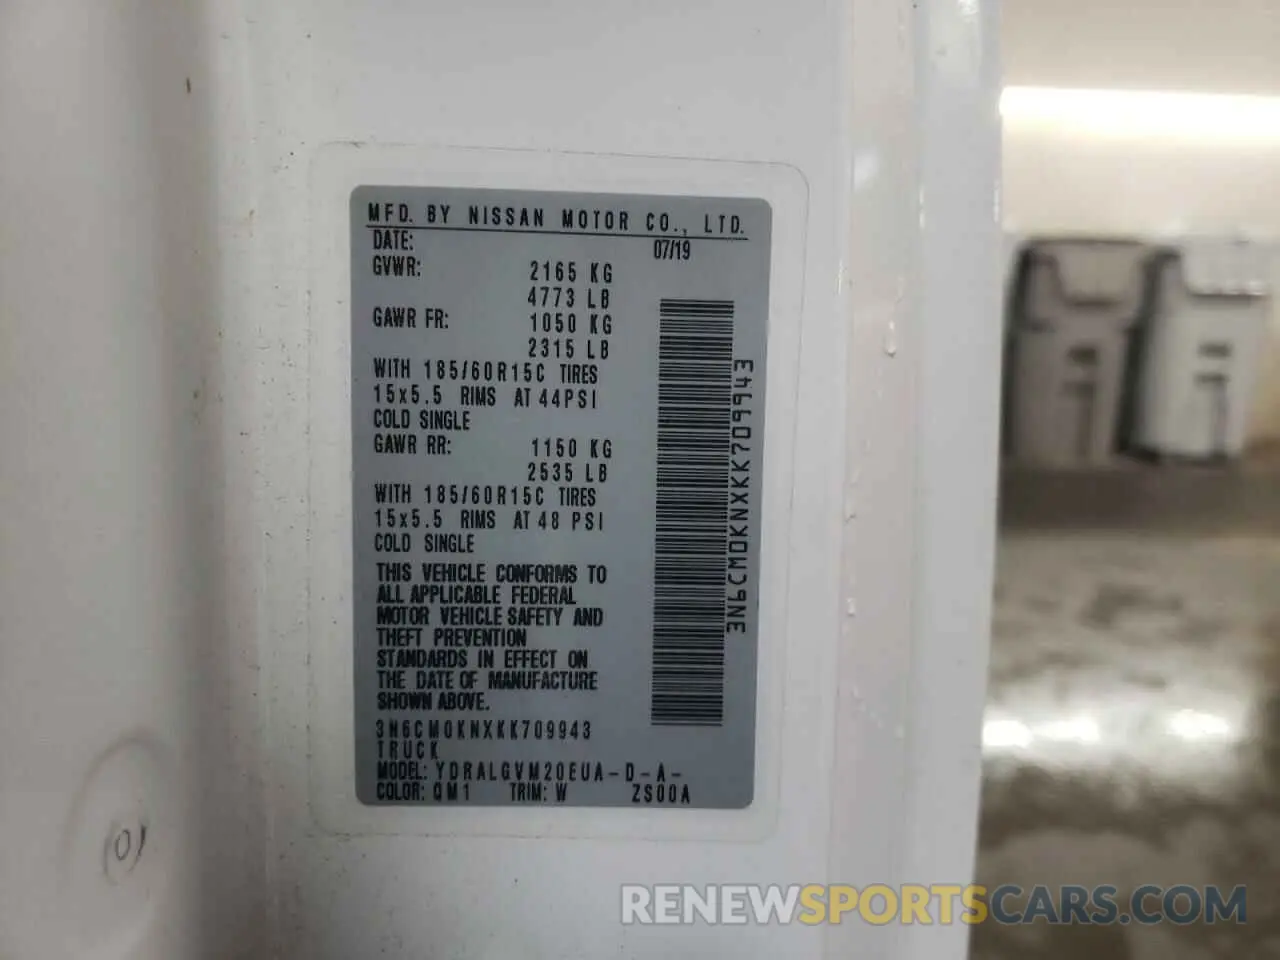 MFD. BY NISSAN MOTOR CO., LTD.
DATE: 07/19
GVWR: 2165 KG
4773 LB
GAWR FR: 1050 KG
2315 LB
WITH 185/60R15C TIRES
15x5.5 RIMS AT 44PSI
COLD SINGLE
GAWR RR: 1150 KG
2535 LB
WITH 185/60R15C TIRES
15x5.5 RIMS AT 48 PSI
COLD SINGLE
THIS VEHICLE CONFORMS TO
ALL APPLICABLE FEDERAL
MOTOR VEHICLE SAFETY AND
THEFT PREVENTION
STANDARDS IN EFFECT ON
THE DATE OF MANUFACTURE
SHOWN ABOVE.
3N6CM0KNXKK709943
TRUCK
MODEL: YDRALGVM20EUA-D-A-
COLOR: QM1 TRIM: W ZS00A
3N6CM0KNXKK709943
(0)
RENEWSPORTSCARS.COM